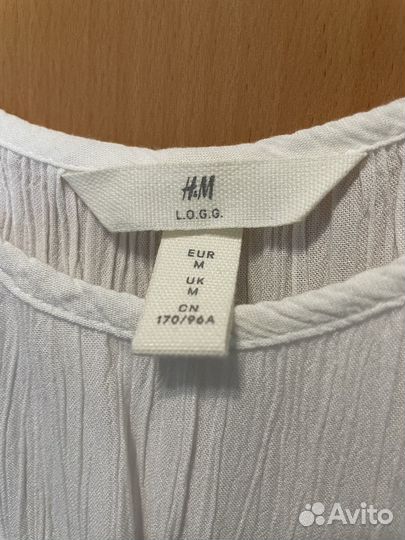 H&M
L.O.G.G.
EUR
M
UK
M
CN
170/96A
Avito